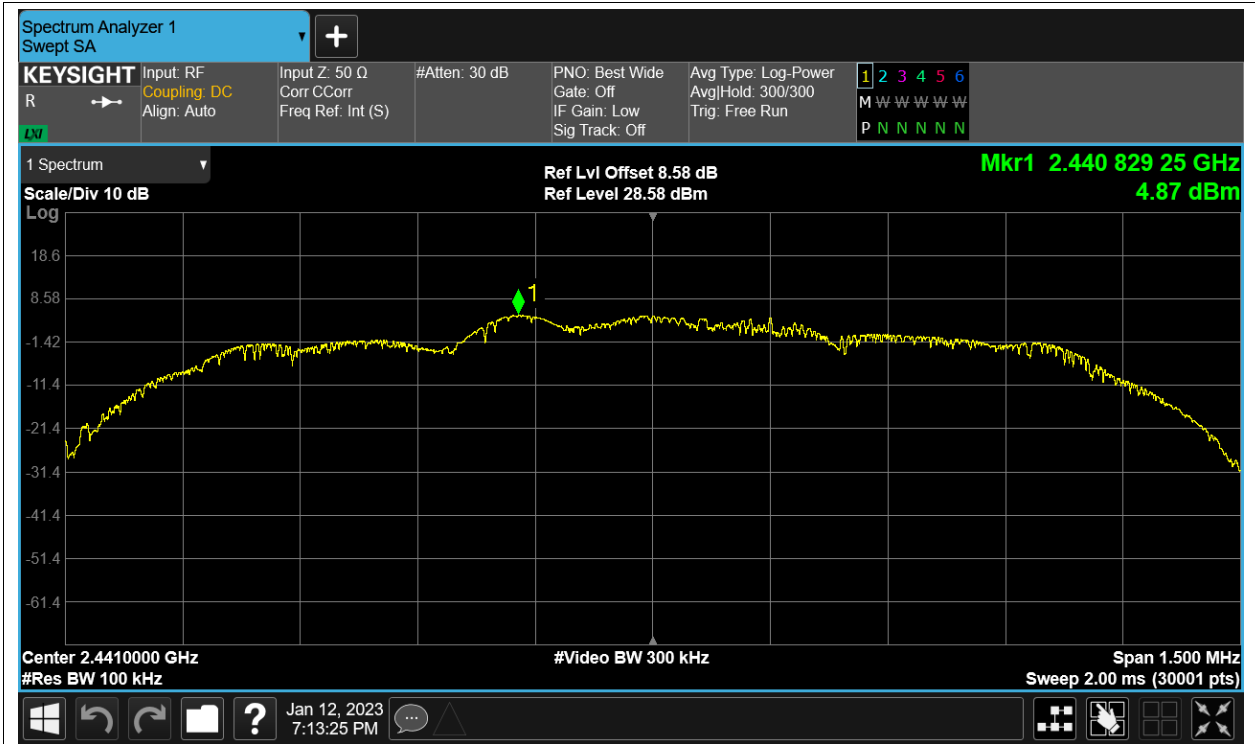 Spectrum Analyzer 1
Swept SA
KEYSIGHT
R
LXI
Input: RF
Coupling: DC
Align: Auto
Input Z: 50 Ω
Corr CCorr
Freq Ref: Int (S)
#Atten: 30 dB
PNO: Best Wide
Gate: Off
IF Gain: Low
Sig Track: Off
Avg Type: Log-Power
Avg|Hold: 300/300
Trig: Free Run
1 2 3 4 5 6
M W W W W W
P N N N N N
1 Spectrum
Scale/Div 10 dB
Ref Lvl Offset 8.58 dB
Ref Level 28.58 dBm
Mkr1 2.440 829 25 GHz
4.87 dBm
Log
18.6
8.58
-1.42
-11.4
-21.4
-31.4
-41.4
-51.4
-61.4
1
Center 2.4410000 GHz
#Res BW 100 kHz
#Video BW 300 kHz
Span 1.500 MHz
Sweep 2.00 ms (30001 pts)
?
Jan 12, 2023
7:13:25 PM